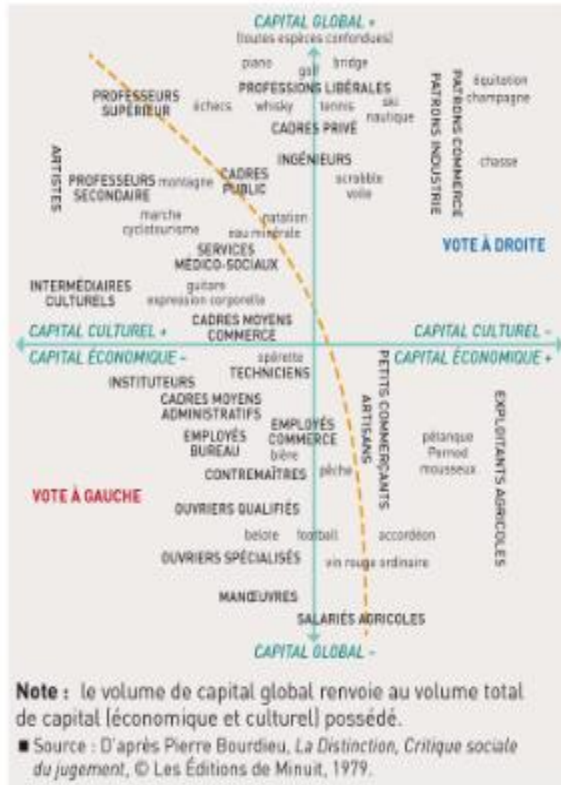 CAPITAL GLOBAL +
(toutes espèces confondues)
piano
bridge
golf
PROFESSIONS LIBÉRALES
PROFESSEURS
SUPÉRIEUR
échecs
whisky
tennis
ski
nautique
CADRES PRIVÉ
PATRONS INDUSTRIE
PATRONS COMMERCE
équitation
champagne
ARTISTES
PROFESSEURS
SECONDAIRE
montagne
CADRES
PUBLIC
INGÉNIEURS
scrabble
voile
chasse
marche
cyclotourisme
natation
eau minérale
VOTE À DROITE
SERVICES
MÉDICO-SOCIAUX
INTERMÉDIAIRES
CULTURELS
guitare
expression corporelle
CADRES MOYENS
COMMERCE
CAPITAL CULTUREL +
CAPITAL CULTUREL -
CAPITAL ÉCONOMIQUE -
CAPITAL ÉCONOMIQUE +
opérette
TECHNICIENS
INSTITUTEURS
CADRES MOYENS
ADMINISTRATIFS
EMPLOYÉS
BUREAU
EMPLOYÉS
COMMERCE
bière
ARTISANS
PETITS COMMERÇANTS
pétanque
Pernod
mousseux
EXPLOITANTS AGRICOLES
CONTREMAÎTRES
pêche
VOTE À GAUCHE
OUVRIERS QUALIFIÉS
belote
football
accordéon
OUVRIERS SPÉCIALISÉS
vin rouge ordinaire
MANŒUVRES
SALARIÉS AGRICOLES
CAPITAL GLOBAL -
Note : le volume de capital global renvoie au volume total
de capital (économique et culturel) possédé.
■ Source : D'après Pierre Bourdieu, La Distinction, Critique sociale
du jugement, © Les Éditions de Minuit, 1979.